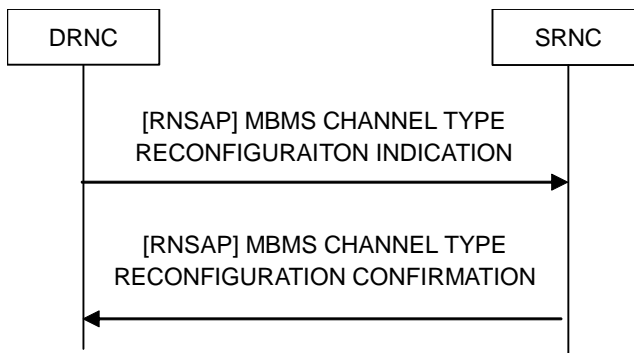 DRNC
SRNC
[RNSAP] MBMS CHANNEL TYPE
RECONFIGURAITON INDICATION
[RNSAP] MBMS CHANNEL TYPE
RECONFIGURATION CONFIRMATION